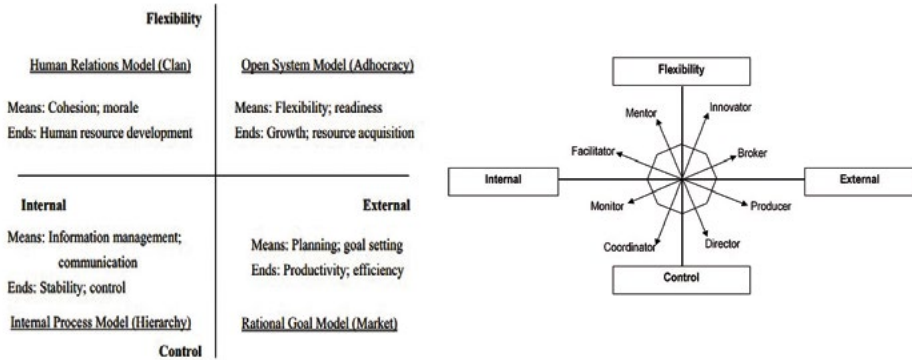 Flexibility
Human Relations Model (Clan)
Means: Cohesion; morale
Ends: Human resource development
Open System Model (Adhocracy)
Means: Flexibility; readiness
Ends: Growth; resource acquisition
Internal
Means: Information management;
communication
Ends: Stability; control
Internal Process Model (Hierarchy)
External
Means: Planning; goal setting
Ends: Productivity; efficiency
Rational Goal Model (Market)
Control
Flexibility
Mentor
Innovator
Facilitator
Broker
Internal
External
Monitor
Producer
Coordinator
Director
Control